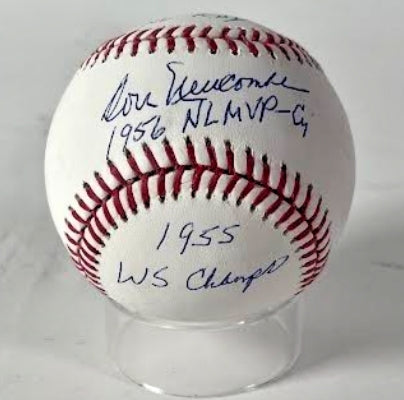 Don Newcombe
1956 NL MVP-Cy
1955
WS Champs